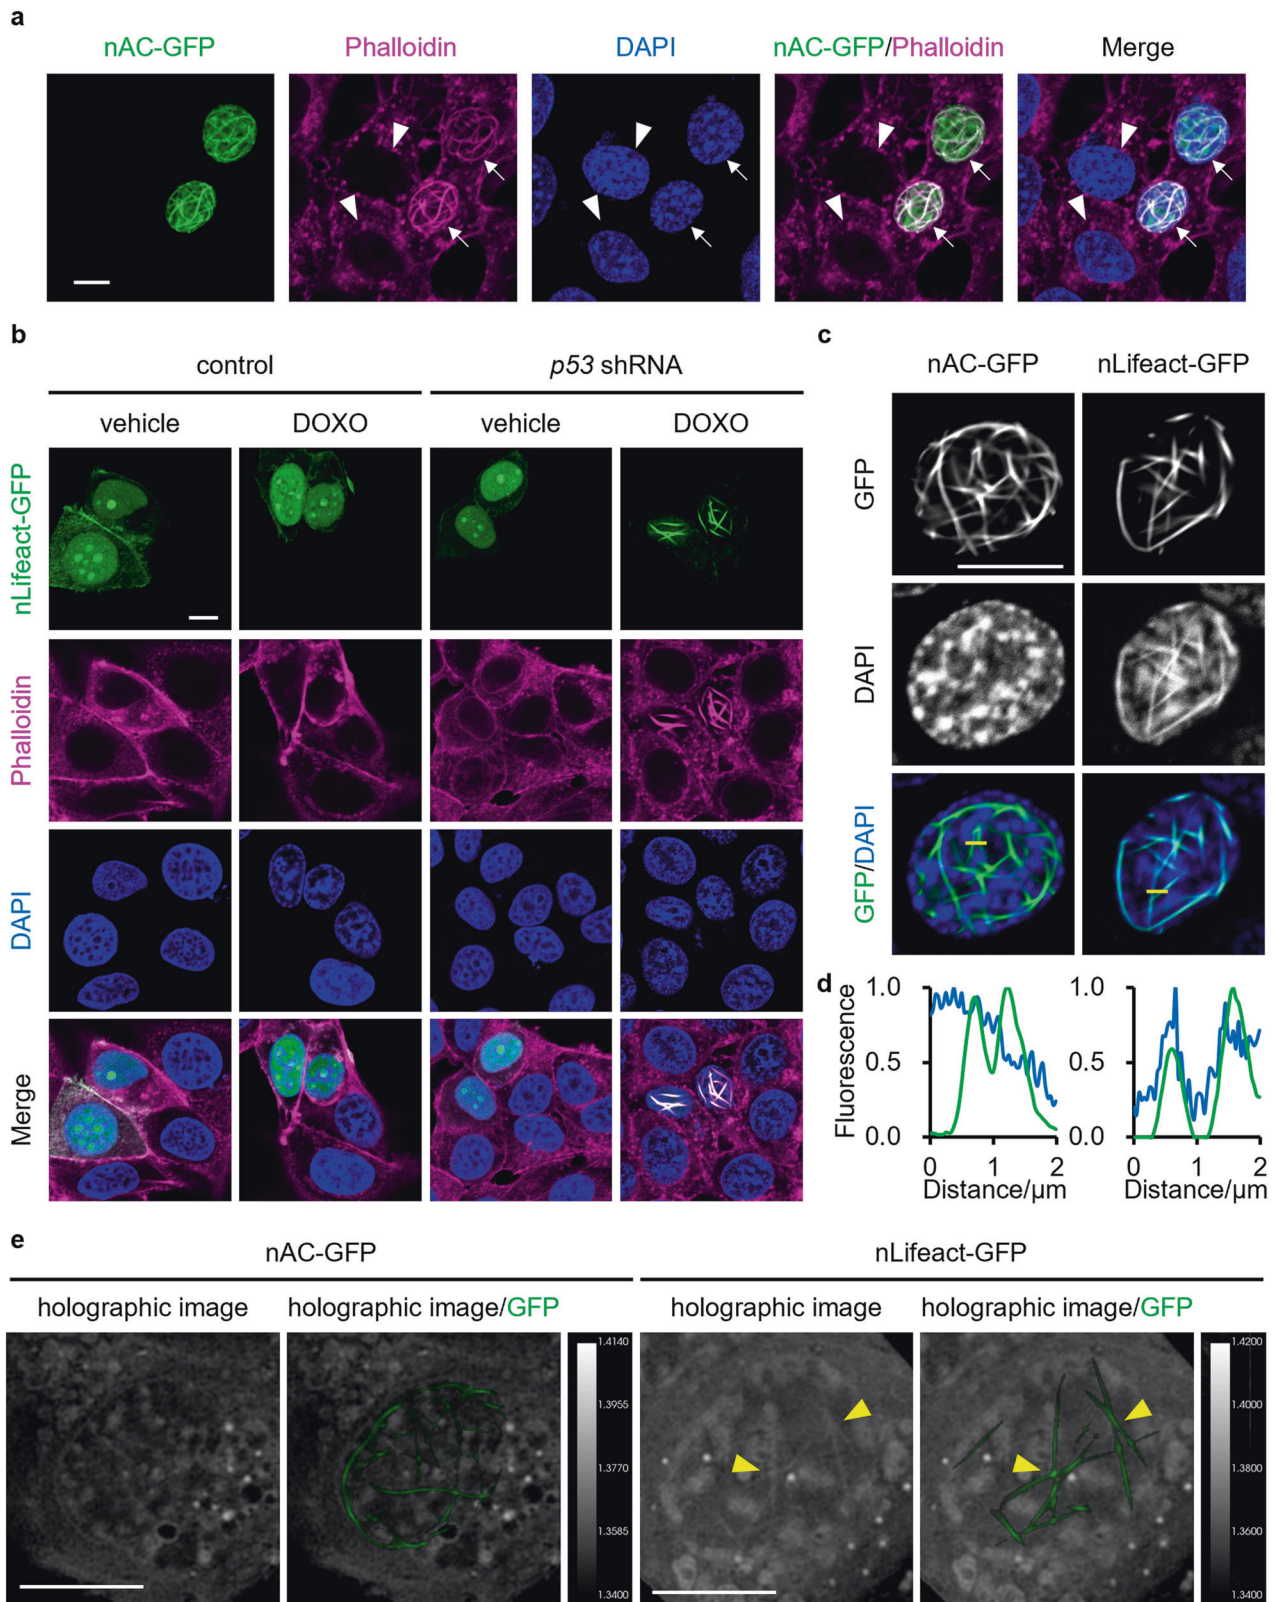 a
nAC-GFP Phalloidin DAPI nAC-GFP/Phalloidin Merge
b
control p53 shRNA
vehicle DOXO vehicle DOXO
nLifeact-GFP
Phalloidin
DAPI
Merge
c
nAC-GFP nLifeact-GFP
GFP
DAPI
GFP/DAPI
d
Fluorescence
1.0 1.0
0.5 0.5
0.0 0.0
0 1 2 0 1 2
Distance/µm Distance/µm
e
nAC-GFP nLifeact-GFP
holographic image holographic image/GFP holographic image holographic image/GFP
1.4140 1.4200
1.3955 1.4000
1.3770 1.3800
1.3585 1.3600
1.3400 1.3400